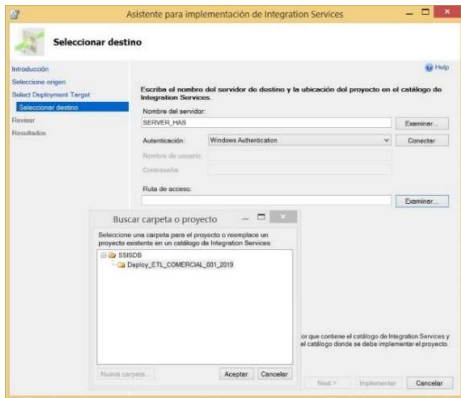 Asistente para implementación de Integration Services
Seleccionar destino
Help
Introducción
Seleccione origen
Select Deployment Target
Seleccionar destino
Revisar
Resultados
Escriba el nombre del servidor de destino y la ubicación del proyecto en el catálogo de
Integration Services.
Nombre del servidor:
SERVER_HAS
Examinar...
Autenticación:
Windows Authentication
Conectar
Nombre de usuario:
Contraseña:
Ruta de acceso:
Examinar...
Buscar carpeta o proyecto
Seleccione una carpeta para el proyecto o reemplace un
proyecto existente en un catálogo de Integration Services:
SSISDB
Deploy_ETL_COMERCIAL_001_2019
Nueva carpeta...
Aceptar
Cancelar
or que contiene el catálogo de Integration Services y
el catálogo donde se debe implementar el proyecto.
Next >
Implementar
Cancelar